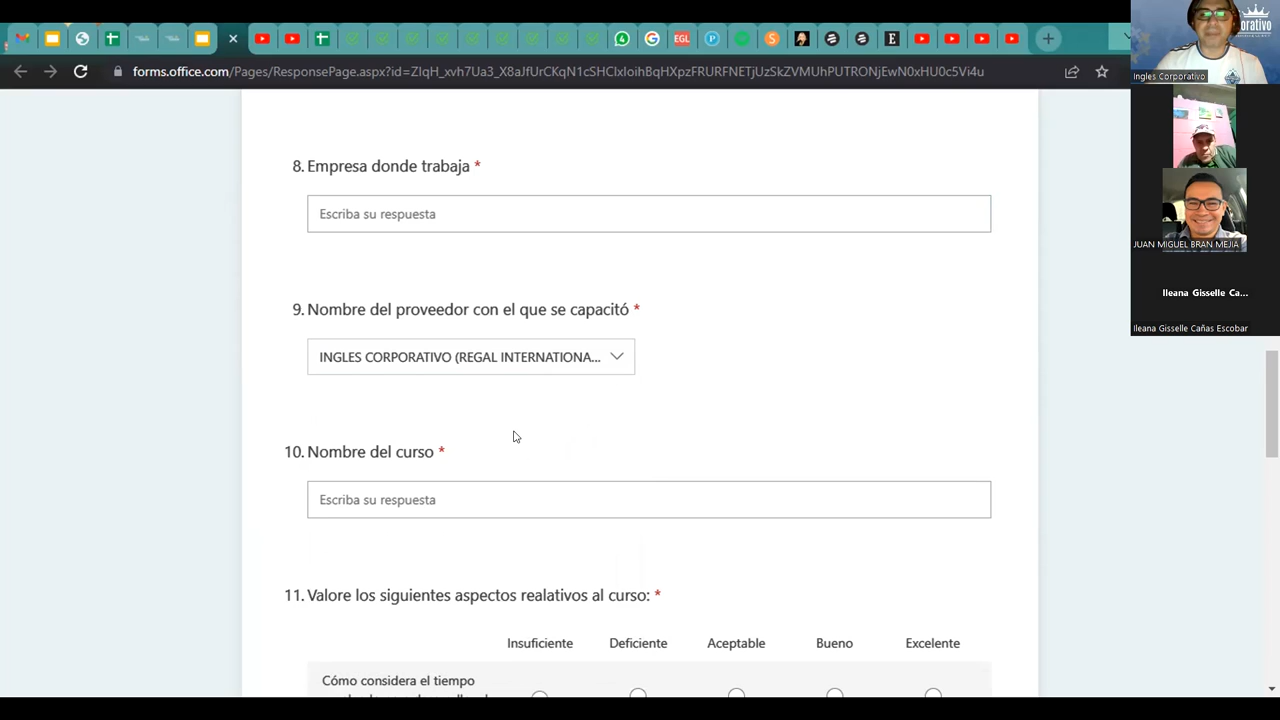 EGL
forms.office.com/Pages/ResponsePage.aspx?id=ZIqH_xvh7Ua3_X8aJfUrCKqN1cSHClxIoihBqHXpzFRURFNETjUzSkZVMUhPUTRONjEwN0xHU0c5Vi4u
8. Empresa donde trabaja *
Escriba su respuesta
9. Nombre del proveedor con el que se capacitó *
INGLES CORPORATIVO (REGAL INTERNATIONA...
10. Nombre del curso *
Escriba su respuesta
11. Valore los siguientes aspectos realativos al curso: *
Insuficiente Deficiente Aceptable Bueno Excelente
Cómo considera el tiempo
orporativo
Ingles Corporativo
JUAN MIGUEL BRAN MEJIA
Ileana Gisselle Ca...
Ileana Gisselle Cañas Escobar